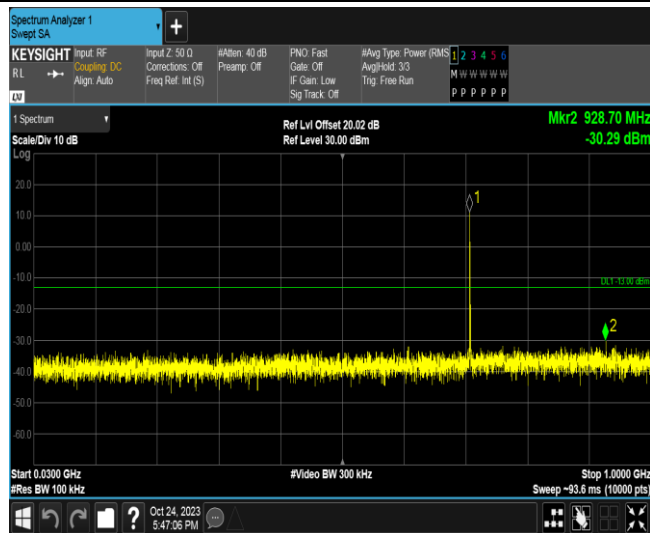 Spectrum Analyzer 1
Swept SA
+
KEYSIGHT
RL
Input: RF
Coupling: DC
Align: Auto
Input Z: 50 Ω
Corrections: Off
Freq Ref: Int (S)
#Atten: 40 dB
Preamp: Off
PNO: Fast
Gate: Off
IF Gain: Low
Sig Track: Off
#Avg Type: Power (RMS
Avg|Hold: 3/3
Trig: Free Run
1 2 3 4 5 6
M W W W W W
P P P P P P
1 Spectrum
Scale/Div 10 dB
Log
Ref Lvl Offset 20.02 dB
Ref Level 30.00 dBm
Mkr2 928.70 MHz
-30.29 dBm
20.0
10.0
0.00
-10.0
-20.0
-30.0
-40.0
-50.0
-60.0
1
DL1 -13.00 dBm
2
Start 0.0300 GHz
#Res BW 100 kHz
#Video BW 300 kHz
Stop 1.0000 GHz
Sweep ~93.6 ms (10000 pts)
?
Oct 24, 2023
5:47:06 PM